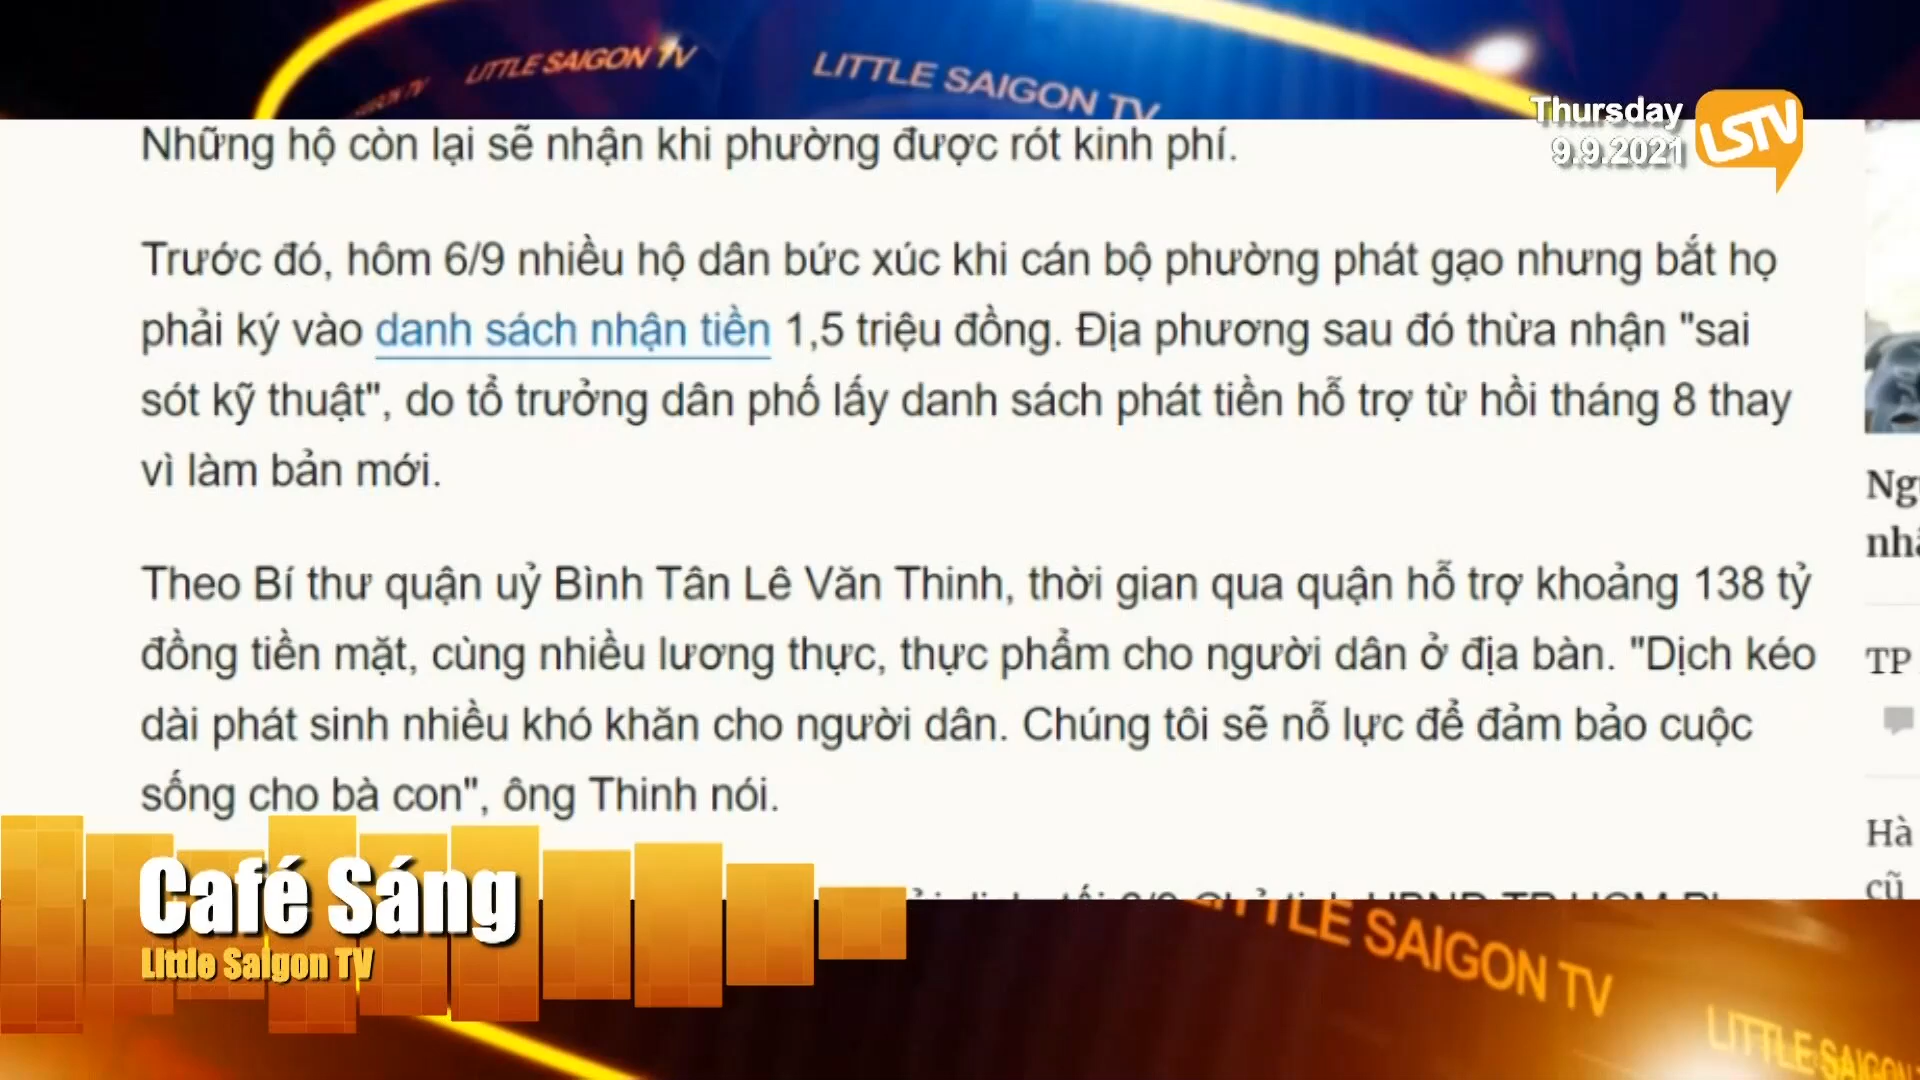 LITTLE SAIGON TV
LITTLE SAIGON TV
Thursday
9.9.2021
LSTV
Những hộ còn lại sẽ nhận khi phường được rót kinh phí.
Trước đó, hôm 6/9 nhiều hộ dân bức xúc khi cán bộ phường phát gạo nhưng bắt họ
phải ký vào danh sách nhận tiền 1,5 triệu đồng. Địa phương sau đó thừa nhận "sai
sót kỹ thuật", do tổ trưởng dân phố lấy danh sách phát tiền hỗ trợ từ hồi tháng 8 thay
vì làm bản mới.
Theo Bí thư quận uỷ Bình Tân Lê Văn Thinh, thời gian qua quận hỗ trợ khoảng 138 tỷ
đồng tiền mặt, cùng nhiều lương thực, thực phẩm cho người dân ở địa bàn. "Dịch kéo
dài phát sinh nhiều khó khăn cho người dân. Chúng tôi sẽ nỗ lực để đảm bảo cuộc
sống cho bà con", ông Thinh nói.
TP
Hà
cũ
Café Sáng
Little Saigon TV
LITTLE SAIGON TV
LITTLE SAIGON